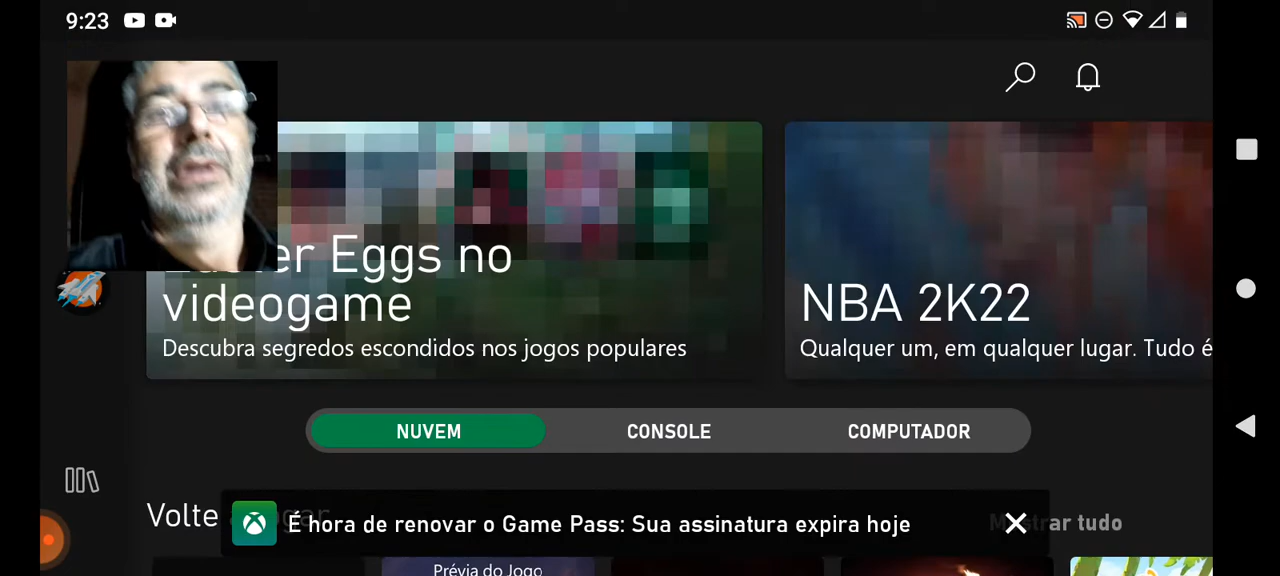 9:23
er Eggs no
videogame
Descubra segredos escondidos nos jogos populares
NBA 2K22
Qualquer um, em qualquer lugar. Tudo é
NUVEM
CONSOLE
COMPUTADOR
Volte
É hora de renovar o Game Pass: Sua assinatura expira hoje
tudo
Prévia do Jogo